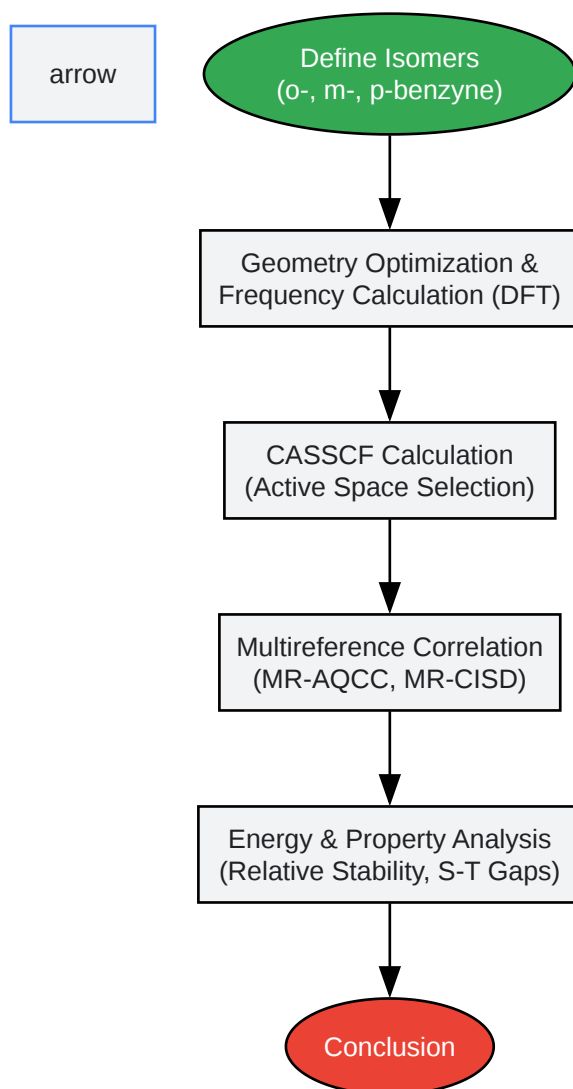 arrow
Define Isomers
(o-, m-, p-benzyne)
Geometry Optimization &
Frequency Calculation (DFT)
CASSCF Calculation
(Active Space Selection)
Multireference Correlation
(MR-AQCC, MR-CISD)
Energy & Property Analysis
(Relative Stability, S-T Gaps)
Conclusion